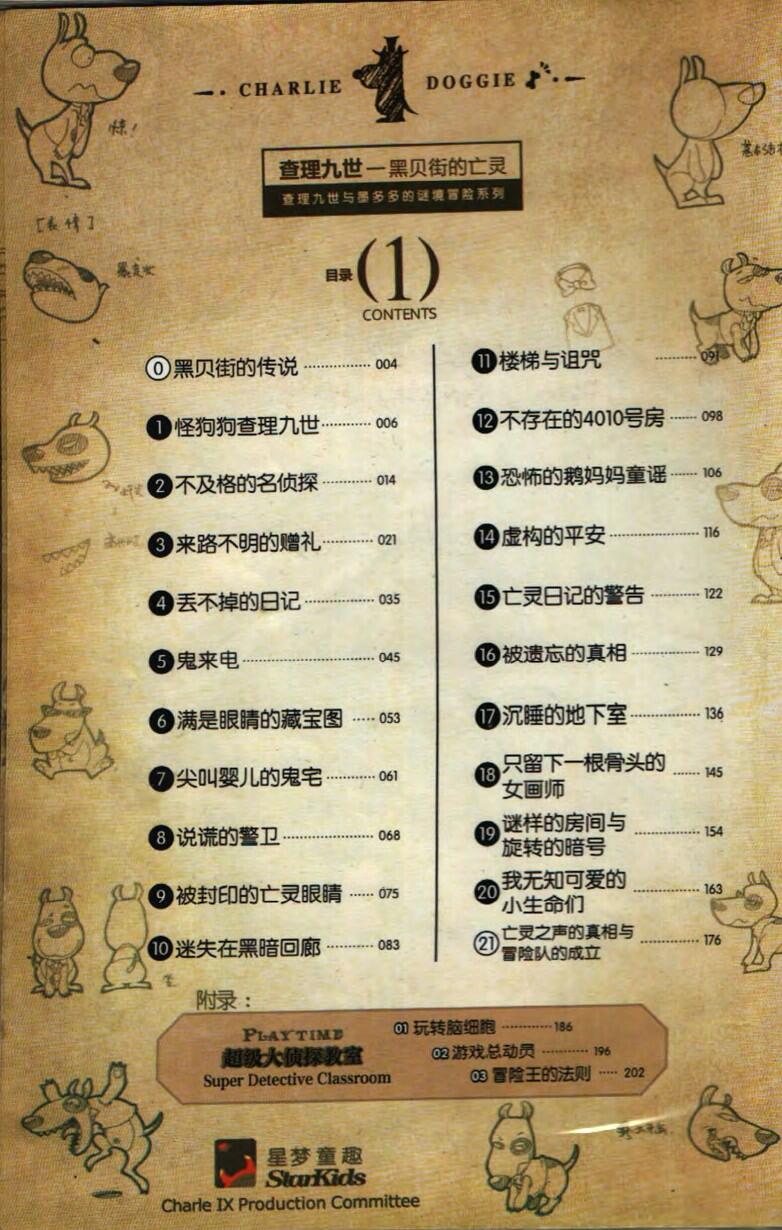 CHARLIE DOGGIE
查理九世—黑贝街的亡灵
查理九世与墨多多的谜境冒险系列
惊!
[表情]
目录(1)
CONTENTS
0 黑贝街的传说 ················ 004
1 怪狗狗查理九世············ 006
2 不及格的名侦探 ··········· 014
3 来路不明的赠礼············ 021
4 丢不掉的日记 ················ 035
5 鬼来电 ······························ 045
6 满是眼睛的藏宝图 ····· 053
7 尖叫婴儿的鬼宅 ··········· 061
8 说谎的警卫 ····················· 068
9 被封印的亡灵眼睛 ······ 075
10 迷失在黑暗回廊 ·········· 083
11 楼梯与诅咒 ········· 091
12 不存在的4010号房 ······ 098
13 恐怖的鹅妈妈童谣 ······ 106
14 虚构的平安 ····················· 116
15 亡灵日记的警告 ··········· 122
16 被遗忘的真相 ················ 129
17 沉睡的地下室 ················ 136
18 只留下一根骨头的
女画师 ······ 145
19 谜样的房间与
旋转的暗号 ··············· 154
20 我无知可爱的
小生命们 ··············· 163
21 亡灵之声的真相与
冒险队的成立 ············· 176
附录：
PLAYTIME
超级大侦探教室
Super Detective Classroom
01 玩转脑细胞 ············ 186
02 游戏总动员 ············ 196
03 冒险王的法则 ····· 202
星梦童趣
StarKids
Charle IX Production Committee